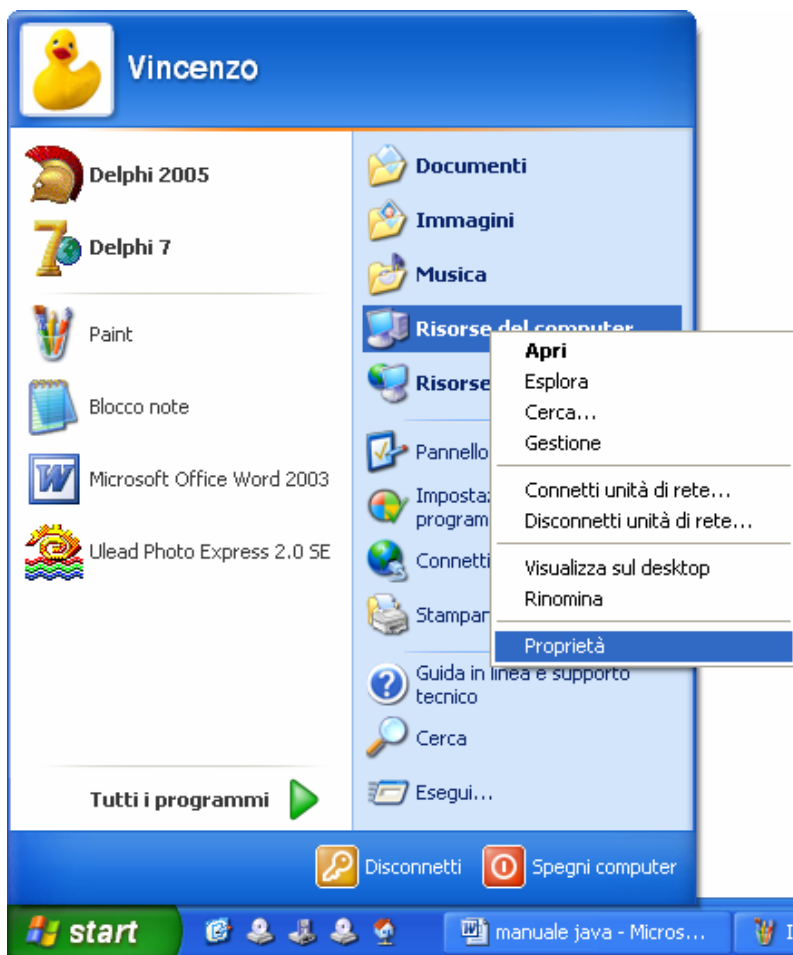 Vincenzo
Delphi 2005
Delphi 7
Paint
Blocco note
Microsoft Office Word 2003
Ulead Photo Express 2.0 SE
Tutti i programmi
Documenti
Immagini
Musica
Risorse del computer
Risorse
Pannello
Impostaz
program
Connetti
Stampan
Guida in linea e supporto
tecnico
Cerca
Esegui...
Apri
Esplora
Cerca...
Gestione
Connetti unità di rete...
Disconnetti unità di rete...
Visualizza sul desktop
Rinomina
Proprietà
Disconnetti
Spegni computer
start
manuale java - Micros...